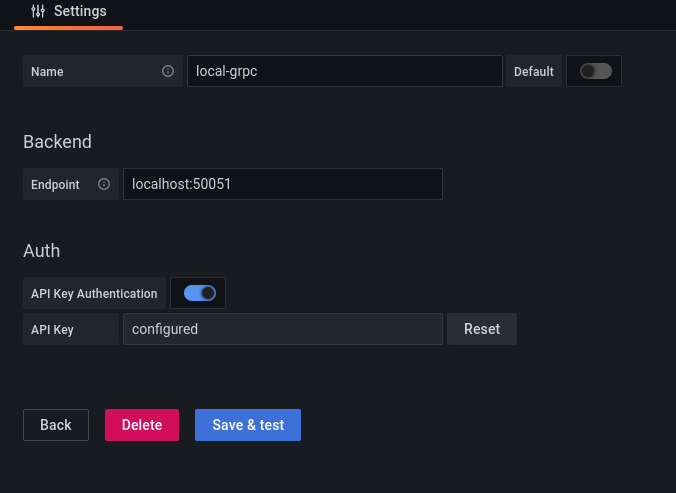 Settings
Name local-grpc Default
Backend
Endpoint localhost:50051
Auth
API Key Authentication
API Key configured Reset
Back Delete Save & test